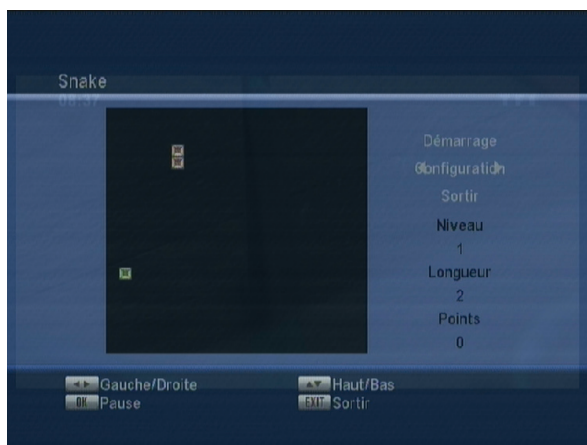 Snake
08:37
Démarrage
Configuration
Sortir
Niveau
1
Longueur
2
Points
0
Gauche/Droite
Haut/Bas
OK Pause
EXIT Sortir